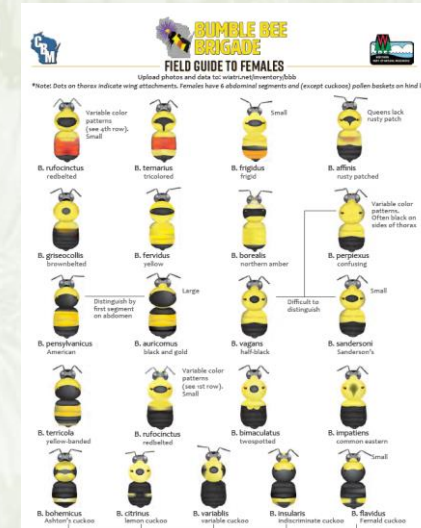 CBM
BUMBLE BEE
BRIGADE
FIELD GUIDE TO FEMALES
Upload photos and data to: wiatri.net/inventory/bbb
*Note! Dots on thorax indicate wing attachments. Females have 6 abdominal segments and (except cuckoos) pollen baskets on hind
Variable color
patterns
(see 4th row).
Small
Small
Queens lack
rusty patch
B. rufocinctus
redbelted
B. ternarius
tricolored
B. frigidus
frigid
B. affinis
rusty patched
Variable color
patterns.
Often black on
sides of thorax
B. griseocollis
brownbelted
B. fervidus
yellow
B. borealis
northern amber
B. perplexus
confusing
Distinguish by
first segment
on abdomen
Large
Difficult to
distinguish
Small
B. pensylvanicus
American
B. auricomus
black and gold
B. vagans
half-black
B. sandersoni
Sanderson's
Variable color
patterns
(see 1st row).
Small
B. terricola
yellow-banded
B. rufocinctus
redbelted
B. bimaculatus
twospotted
B. impatiens
common eastern
Small
B. bohemicus
Ashton's cuckoo
B. citrinus
lemon cuckoo
B. variabilis
variable cuckoo
B. insularis
indiscriminate cuckoo
B. flavidus
Fernald cuckoo